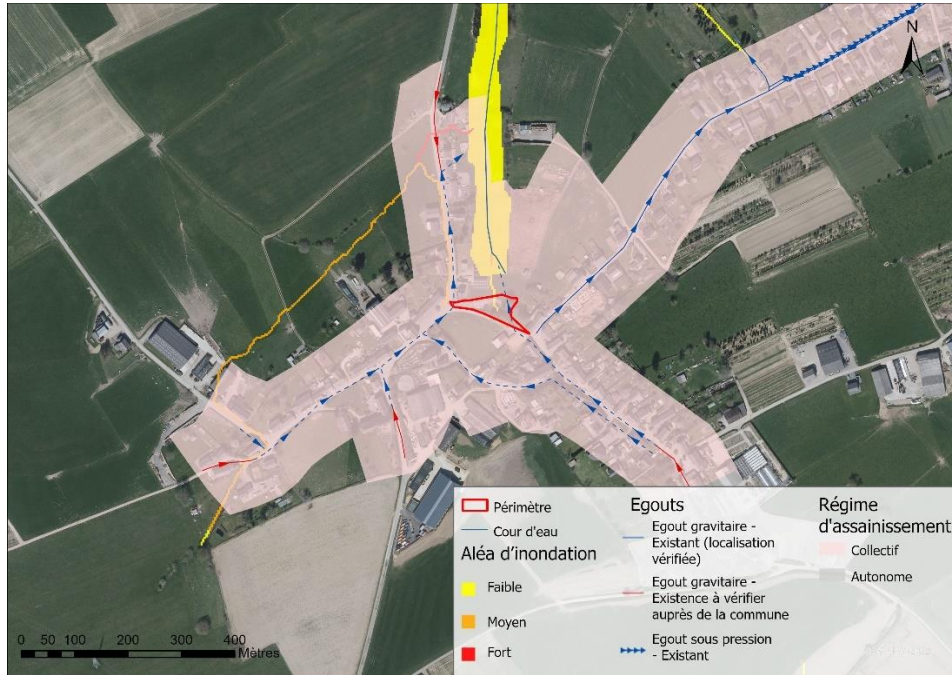 N
Périmètre
Cour d'eau
Aléa d'inondation
Faible
Moyen
Fort
Egouts
Egout gravitaire -
Existant (localisation
vérifiée)
Egout gravitaire -
Existence à vérifier
auprès de la commune
Egout sous pression
- Existant
Régime
d'assainissement
Collectif
Autonome
0 50 100 200 300 400
Mètres